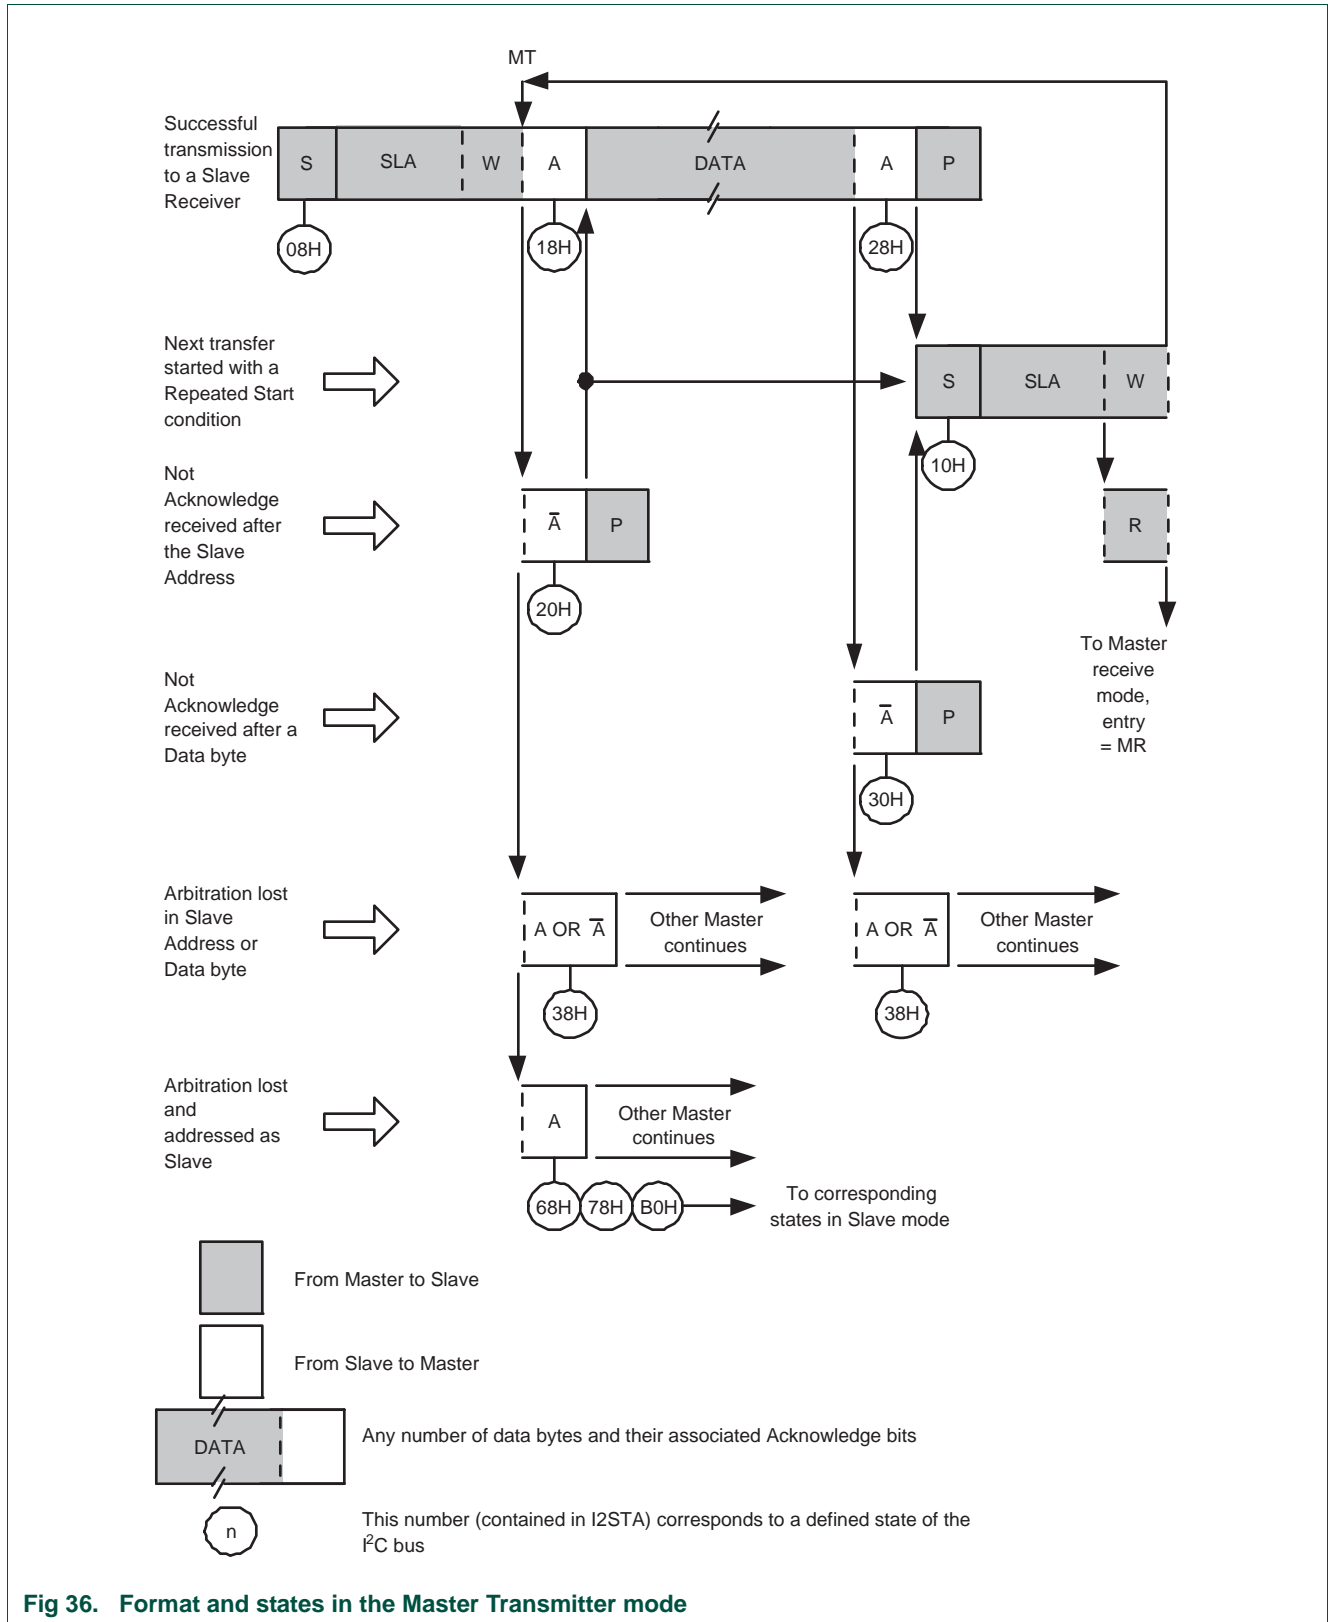 MT
Successful
transmission
to a Slave
Receiver
S
SLA
W
A
DATA
A
P
08H
18H
28H
Next transfer
started with a
Repeated Start
condition
S
SLA
W
10H
Not
Acknowledge
received after
the Slave
Address
A̅
P
R
20H
To Master
receive
mode,
entry
= MR
Not
Acknowledge
received after a
Data byte
A̅
P
30H
Arbitration lost
in Slave
Address or
Data byte
A OR A̅
Other Master
continues
A OR A̅
Other Master
continues
38H
38H
Arbitration lost
and
addressed as
Slave
A
Other Master
continues
68H
78H
B0H
To corresponding
states in Slave mode
From Master to Slave
From Slave to Master
DATA
Any number of data bytes and their associated Acknowledge bits
n
This number (contained in I2STA) corresponds to a defined state of the
I²C bus
Fig 36. Format and states in the Master Transmitter mode